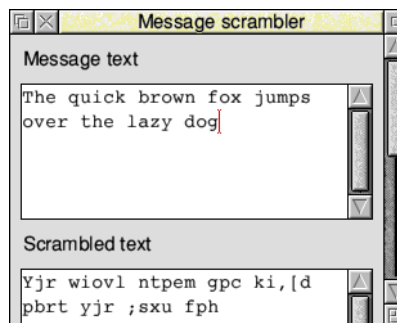 Message scrambler
Message text
The quick brown fox jumps
over the lazy dog
Scrambled text
Yjr wiovl ntpem gpc ki,[d
pbrt yjr ;sxu fph